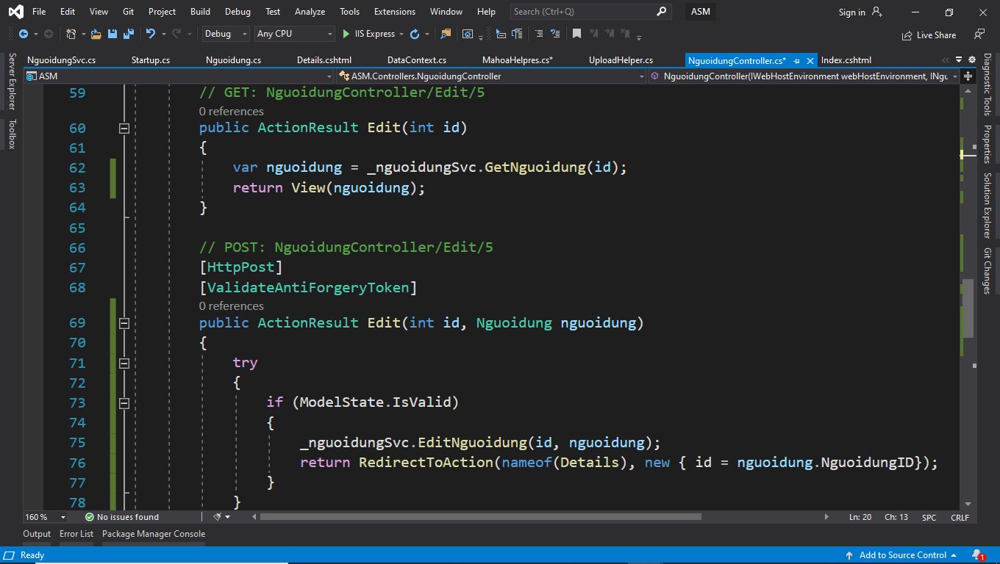 File Edit View Git Project Build Debug Test Analyze Tools Extensions Window Help Search (Ctrl+Q) ASM Sign in
Debug Any CPU IIS Express Live Share
NguoidungSvc.cs Startup.cs Nguoidung.cs Details.cshtml DataContext.cs MahoaHelpres.cs* UploadHelper.cs NguoidungController.cs* Index.cshtml
ASM ASM.Controllers.NguoidungController NguoidungController(IWebHostEnvironment webHostEnvironment, INgu
Server Explorer
Toolbox
Diagnostic Tools
Properties
Solution Explorer
Git Changes
59 // GET: NguoidungController/Edit/5
0 references
60 public ActionResult Edit(int id)
61 {
62 var nguoidung = _nguoidungSvc.GetNguoidung(id);
63 return View(nguoidung);
64 }
65
66 // POST: NguoidungController/Edit/5
67 [HttpPost]
68 [ValidateAntiForgeryToken]
0 references
69 public ActionResult Edit(int id, Nguoidung nguoidung)
70 {
71 try
72 {
73 if (ModelState.IsValid)
74 {
75 _nguoidungSvc.EditNguoidung(id, nguoidung);
76 return RedirectToAction(nameof(Details), new { id = nguoidung.NguoidungID});
77 }
78 }
160 % No issues found Ln: 20 Ch: 13 SPC CRLF
Output Error List Package Manager Console
Ready Add to Source Control 1